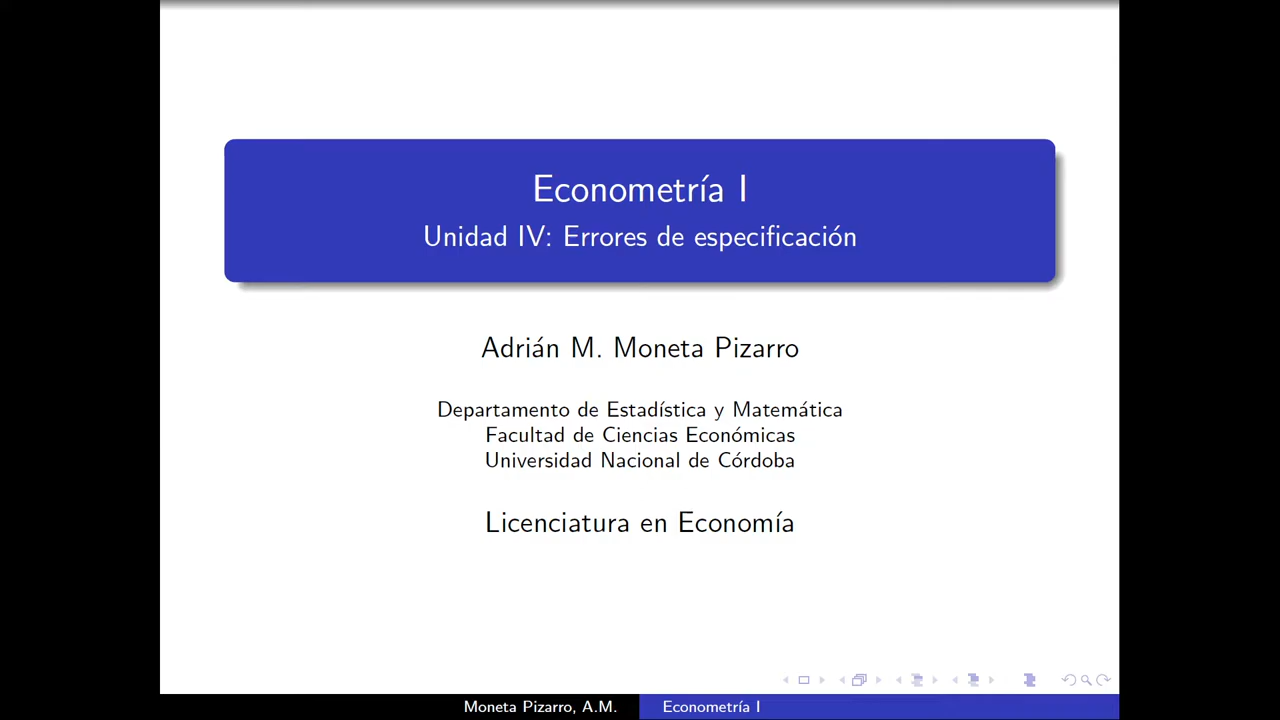 Econometría I
Unidad IV: Errores de especificación
Adrián M. Moneta Pizarro
Departamento de Estadística y Matemática
Facultad de Ciencias Económicas
Universidad Nacional de Córdoba
Licenciatura en Economía
Moneta Pizarro, A.M.
Econometría I